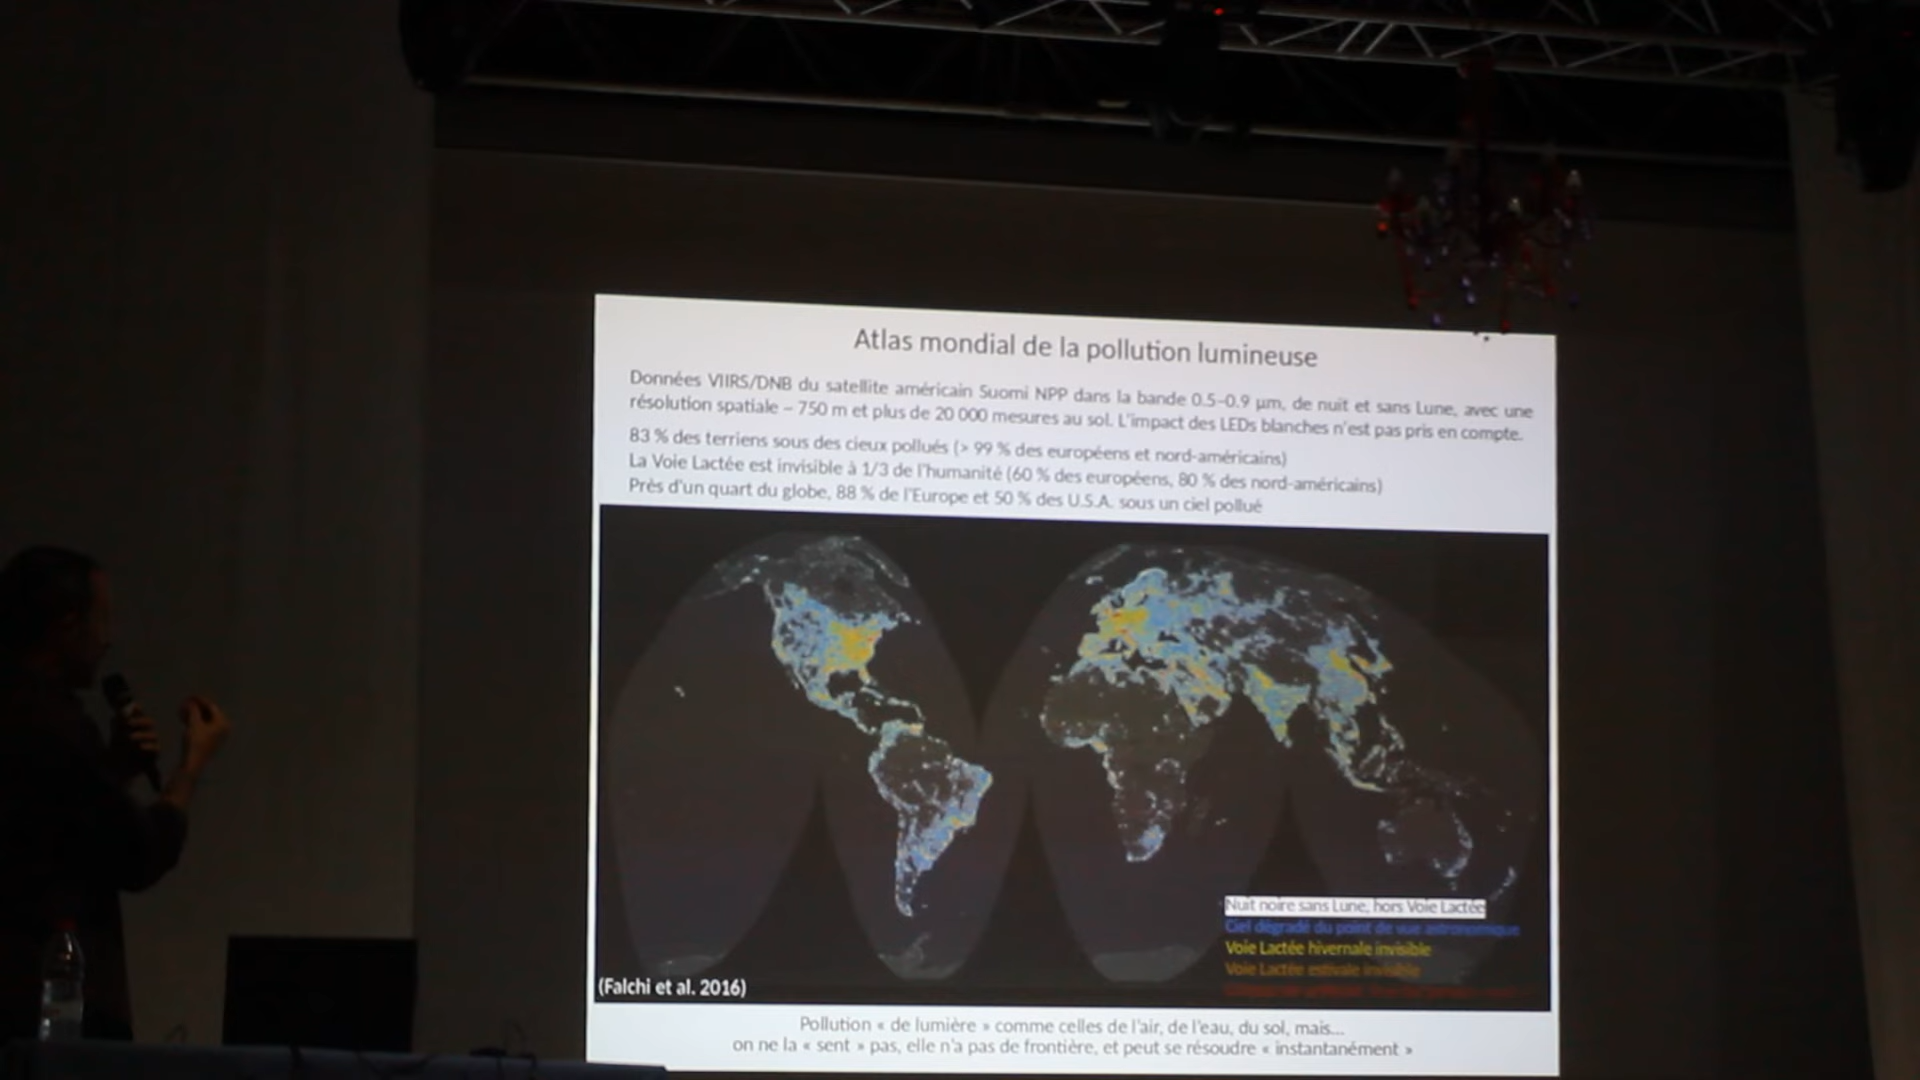 Atlas mondial de la pollution lumineuse
Données VIIRS/DNB du satellite américain Suomi NPP dans la bande 0.5–0.9 µm, de nuit et sans Lune, avec une
résolution spatiale ~ 750 m et plus de 20 000 mesures au sol. L'impact des LEDs blanches n'est pas pris en compte.
83 % des terriens sous des cieux pollués (> 99 % des européens et nord-américains)
La Voie Lactée est invisible à 1/3 de l'humanité (60 % des européens, 80 % des nord-américains)
Près d'un quart du globe, 88 % de l'Europe et 50 % des U.S.A. sous un ciel pollué
Nuit noire sans Lune, hors Voie Lactée
Ciel dégradé du point de vue astronomique
Voie Lactée hivernale invisible
Voie Lactée estivale invisible
(Falchi et al. 2016)
Pollution « de lumière » comme celles de l'air, de l'eau, du sol, mais...
on ne la « sent » pas, elle n'a pas de frontière, et peut se résoudre « instantanément »